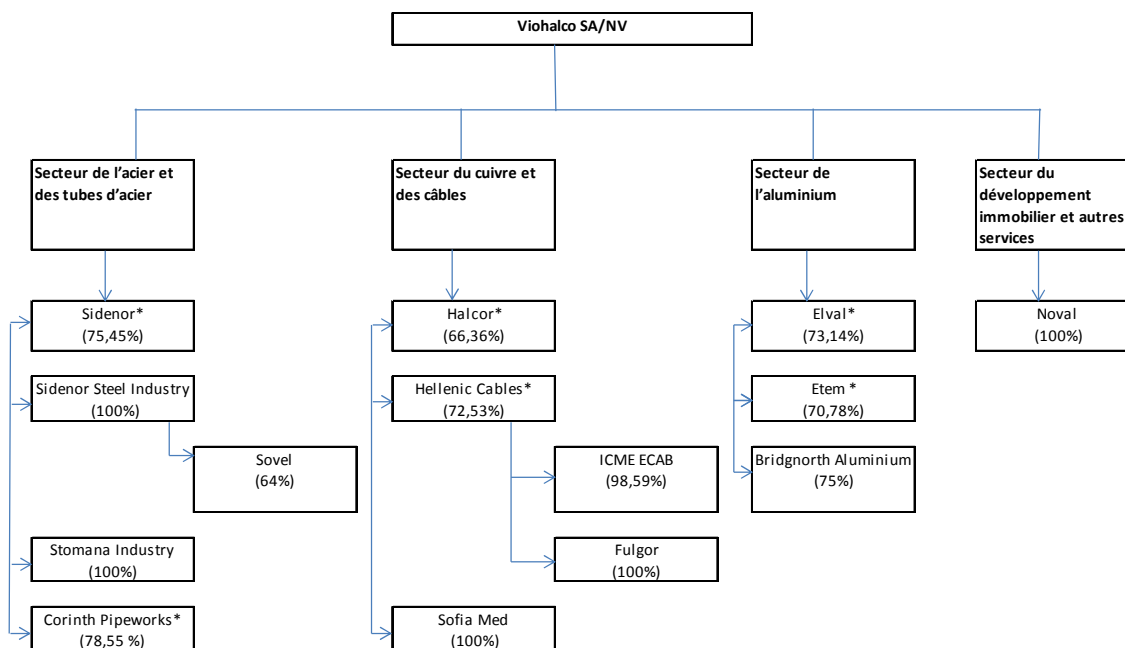 Viohalco SA/NV
Secteur de l'acier et
des tubes d'acier
Secteur du cuivre et
des câbles
Secteur de
l'aluminium
Secteur du
développement
immobilier et autres
services
Sidenor*
(75,45%)
Halcor*
(66,36%)
Elval*
(73,14%)
Noval
(100%)
Sidenor Steel Industry
(100%)
Hellenic Cables*
(72,53%)
Etem *
(70,78%)
Sovel
(64%)
ICME ECAB
(98,59%)
Bridgnorth Aluminium
(75%)
Stomana Industry
(100%)
Fulgor
(100%)
Corinth Pipeworks*
(78,55 %)
Sofia Med
(100%)